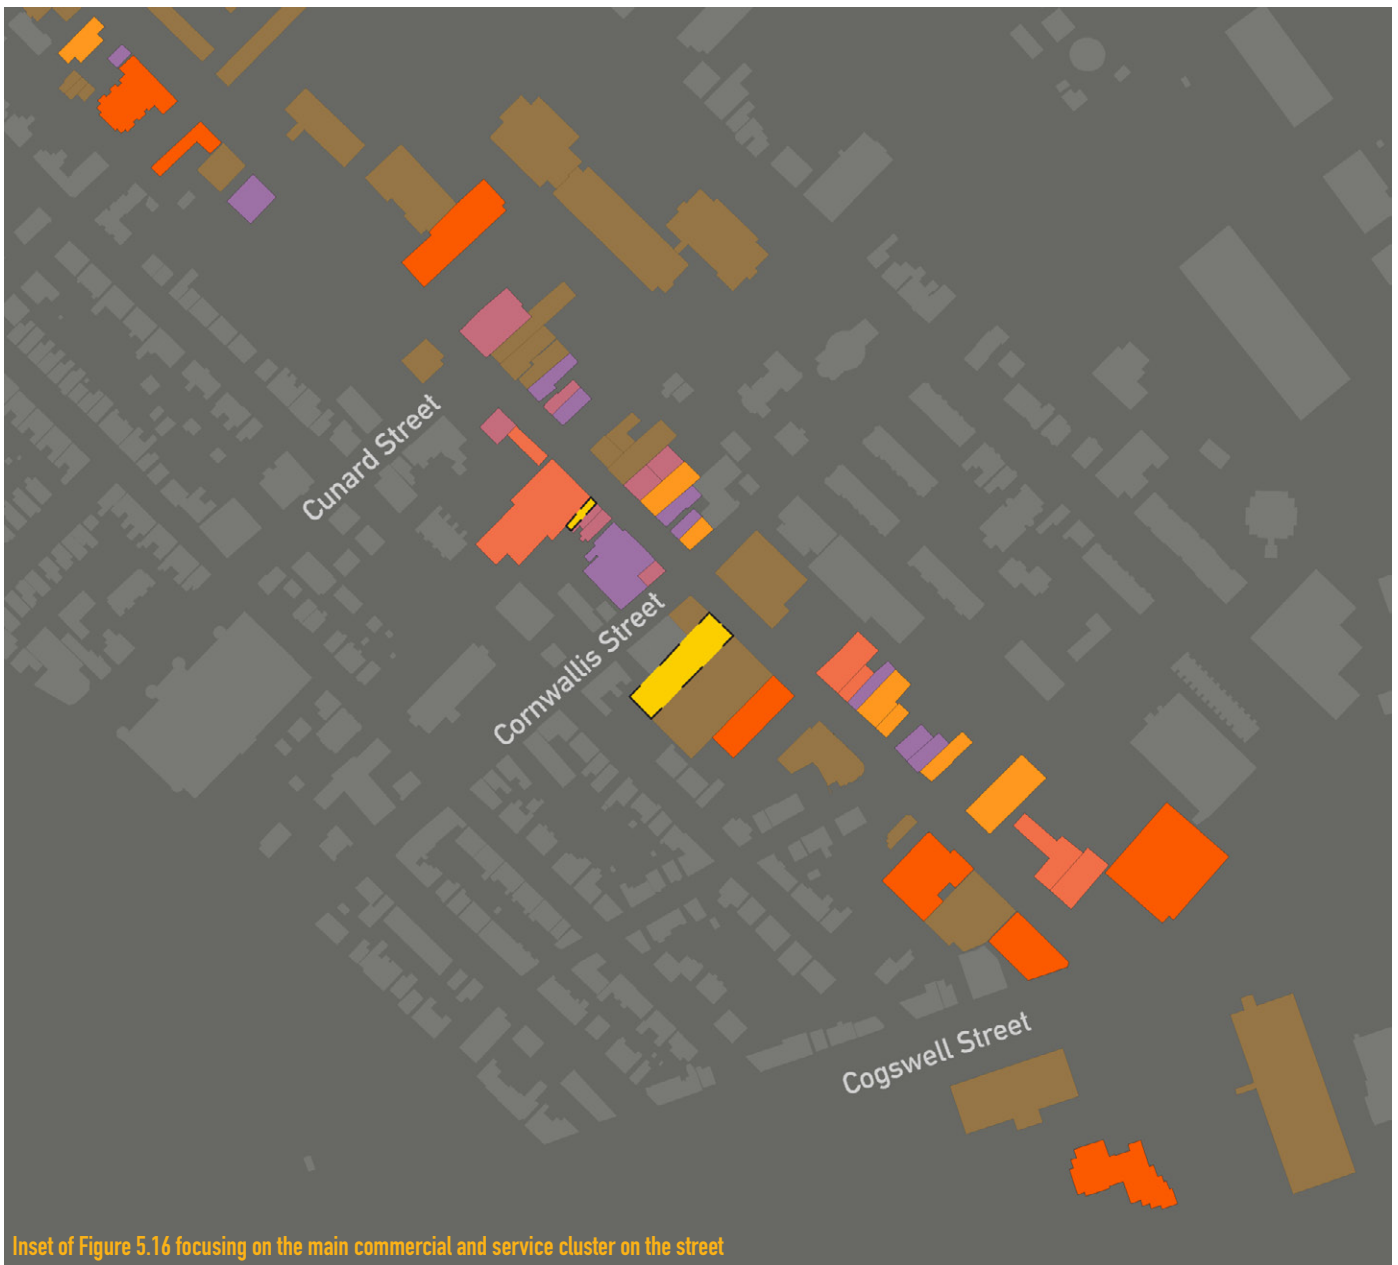 Cunard Street
Cornwallis Street
Cogswell Street
Inset of Figure 5.16 focusing on the main commercial and service cluster on the street